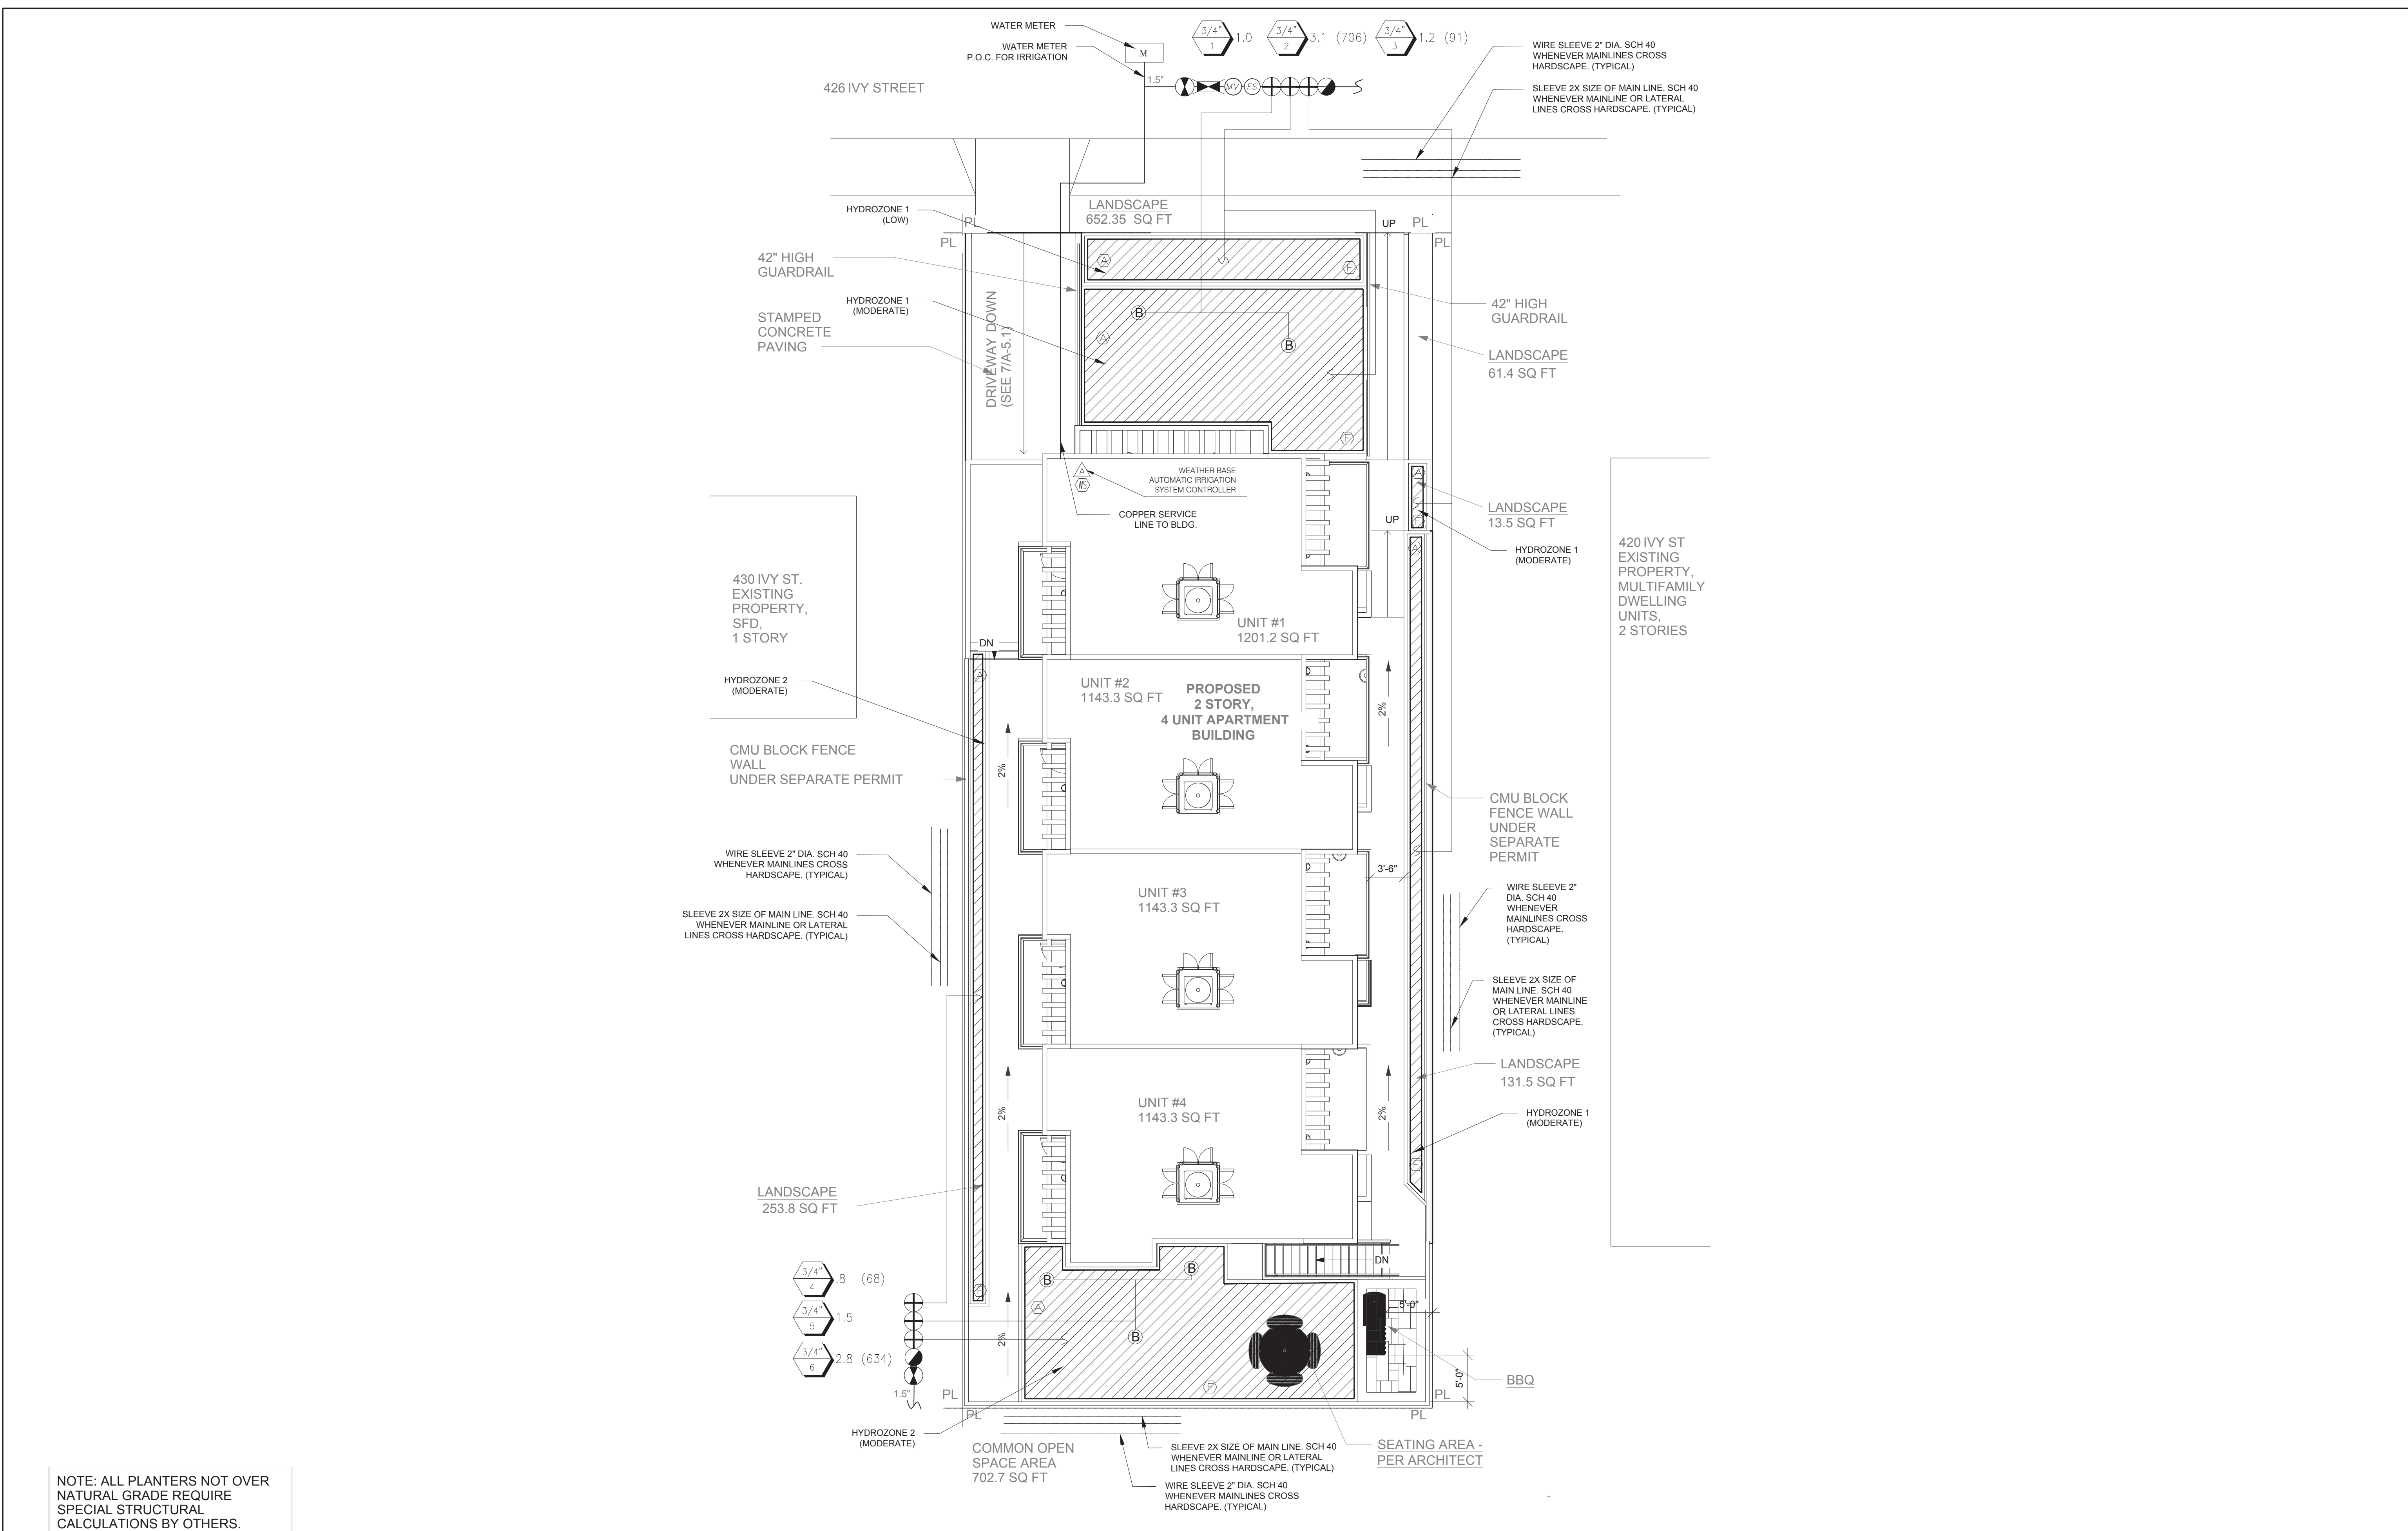 WATER METER
WATER METER
P.O.C. FOR IRRIGATION
M
1.5"
MV
FS
3/4"
1
1.0
3/4"
2
3.1 (706)
3/4"
3
1.2 (91)
WIRE SLEEVE 2" DIA. SCH 40
WHENEVER MAINLINES CROSS
HARDSCAPE. (TYPICAL)
SLEEVE 2X SIZE OF MAIN LINE. SCH 40
WHENEVER MAINLINE OR LATERAL
LINES CROSS HARDSCAPE. (TYPICAL)
426 IVY STREET
HYDROZONE 1
(LOW)
LANDSCAPE
652.35 SQ FT
PL
PL
UP
PL
PL
42" HIGH
GUARDRAIL
A
F
HYDROZONE 1
(MODERATE)
STAMPED
CONCRETE
PAVING
DRIVEWAY DOWN
(SEE 7/A-5.1)
B
A
B
F
42" HIGH
GUARDRAIL
LANDSCAPE
61.4 SQ FT
A
WS
WEATHER BASE
AUTOMATIC IRRIGATION
SYSTEM CONTROLLER
COPPER SERVICE
LINE TO BLDG.
A
F
UP
LANDSCAPE
13.5 SQ FT
HYDROZONE 1
(MODERATE)
A
430 IVY ST.
EXISTING
PROPERTY,
SFD,
1 STORY
420 IVY ST
EXISTING
PROPERTY,
MULTIFAMILY
DWELLING
UNITS,
2 STORIES
UNIT #1
1201.2 SQ FT
DN
A
HYDROZONE 2
(MODERATE)
UNIT #2
1143.3 SQ FT
PROPOSED
2 STORY,
4 UNIT APARTMENT
BUILDING
2%
2%
CMU BLOCK FENCE
WALL
UNDER SEPARATE PERMIT
CMU BLOCK
FENCE WALL
UNDER
SEPARATE
PERMIT
WIRE SLEEVE 2" DIA. SCH 40
WHENEVER MAINLINES CROSS
HARDSCAPE. (TYPICAL)
SLEEVE 2X SIZE OF MAIN LINE. SCH 40
WHENEVER MAINLINE OR LATERAL
LINES CROSS HARDSCAPE. (TYPICAL)
3'-6"
UNIT #3
1143.3 SQ FT
WIRE SLEEVE 2"
DIA. SCH 40
WHENEVER
MAINLINES CROSS
HARDSCAPE.
(TYPICAL)
SLEEVE 2X SIZE OF
MAIN LINE. SCH 40
WHENEVER MAINLINE
OR LATERAL LINES
CROSS HARDSCAPE.
(TYPICAL)
LANDSCAPE
131.5 SQ FT
2%
2%
UNIT #4
1143.3 SQ FT
HYDROZONE 1
(MODERATE)
F
LANDSCAPE
253.8 SQ FT
DN
3/4"
4
.8 (68)
3/4"
5
1.5
3/4"
6
2.8 (634)
1.5"
F
2%
B
B
A
B
F
5'-0"
5'-0"
BBQ
PL
PL
PL
PL
HYDROZONE 2
(MODERATE)
COMMON OPEN
SPACE AREA
702.7 SQ FT
SLEEVE 2X SIZE OF MAIN LINE. SCH 40
WHENEVER MAINLINE OR LATERAL
LINES CROSS HARDSCAPE. (TYPICAL)
WIRE SLEEVE 2" DIA. SCH 40
WHENEVER MAINLINES CROSS
HARDSCAPE. (TYPICAL)
SEATING AREA -
PER ARCHITECT
NOTE: ALL PLANTERS NOT OVER
NATURAL GRADE REQUIRE
SPECIAL STRUCTURAL
CALCULATIONS BY OTHERS.